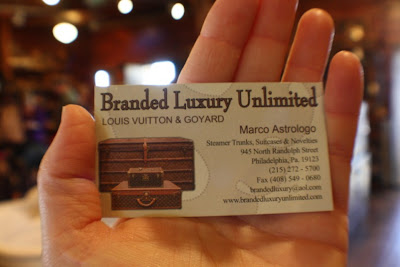 Branded Luxury Unlimited
LOUIS VUITTON & GOYARD
Marco Astrologo
Steamer Trunks, Suitcases & Novelties
945 North Randolph Street
Philadelphia, Pa. 19123
(215) 272 - 5700
Fax (408) 549 - 0680
brandedluxury@aol.com
www.brandedluxuryunlimited.com